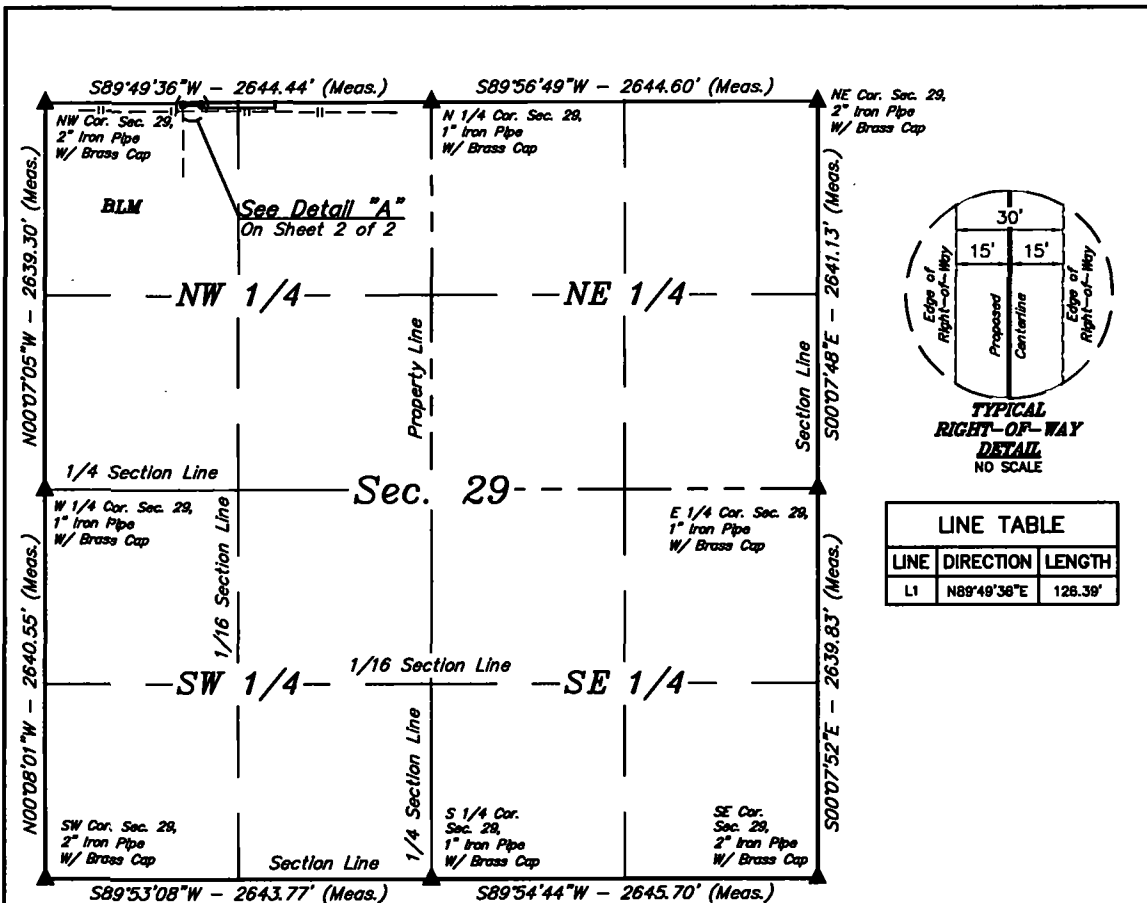 S89°49'36"W - 2644.44' (Meas.)
S89°56'49"W - 2644.60' (Meas.)
NW Cor. Sec. 29,
2" Iron Pipe
W/ Brass Cap
N 1/4 Cor. Sec. 29,
1" Iron Pipe
W/ Brass Cap
NE Cor. Sec. 29,
2" Iron Pipe
W/ Brass Cap
BLM
See Detail "A"
On Sheet 2 of 2
N00°07'05"W - 2639.30' (Meas.)
NW 1/4
NE 1/4
Property Line
Section Line
S00°07'48"E - 2641.13' (Meas.)
30'
15'
15'
Edge of
Right-of-Way
Proposed
Centerline
Edge of
Right-of-Way
TYPICAL
RIGHT-OF-WAY
DETAIL
NO SCALE
1/4 Section Line
Sec. 29
W 1/4 Cor. Sec. 29,
1" Iron Pipe
W/ Brass Cap
E 1/4 Cor. Sec. 29,
1" Iron Pipe
W/ Brass Cap
LINE TABLE
LINE DIRECTION LENGTH
L1 N89°49'36"E 126.39'
N00°08'01"W - 2640.55' (Meas.)
1/16 Section Line
1/16 Section Line
SW 1/4
SE 1/4
S00°07'52"E - 2639.83' (Meas.)
1/4 Section Line
SW Cor. Sec. 29,
2" Iron Pipe
W/ Brass Cap
Section Line
S 1/4 Cor.
Sec. 29,
1" Iron Pipe
W/ Brass Cap
SE Cor.
Sec. 29,
2" Iron Pipe
W/ Brass Cap
S89°53'08"W - 2643.77' (Meas.)
S89°54'44"W - 2645.70' (Meas.)